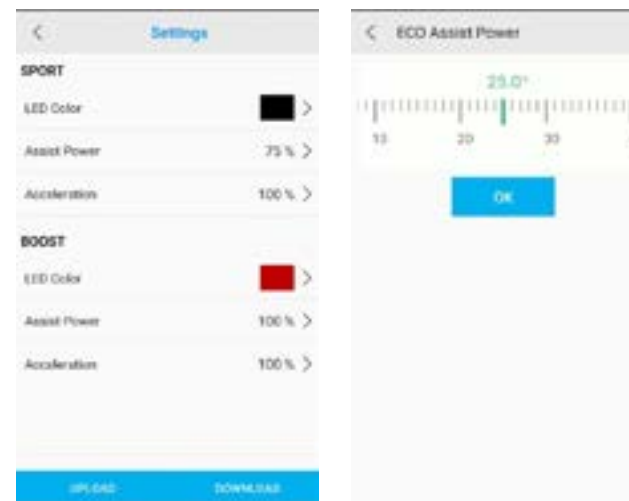 Settings
SPORT
LED Color
Assist Power 75 %
Acceleration 100 %
BOOST
LED Color
Assist Power 100 %
Acceleration 100 %
UPLOAD DOWNLOAD
ECO Assist Power
25.0°
10 20 30
OK